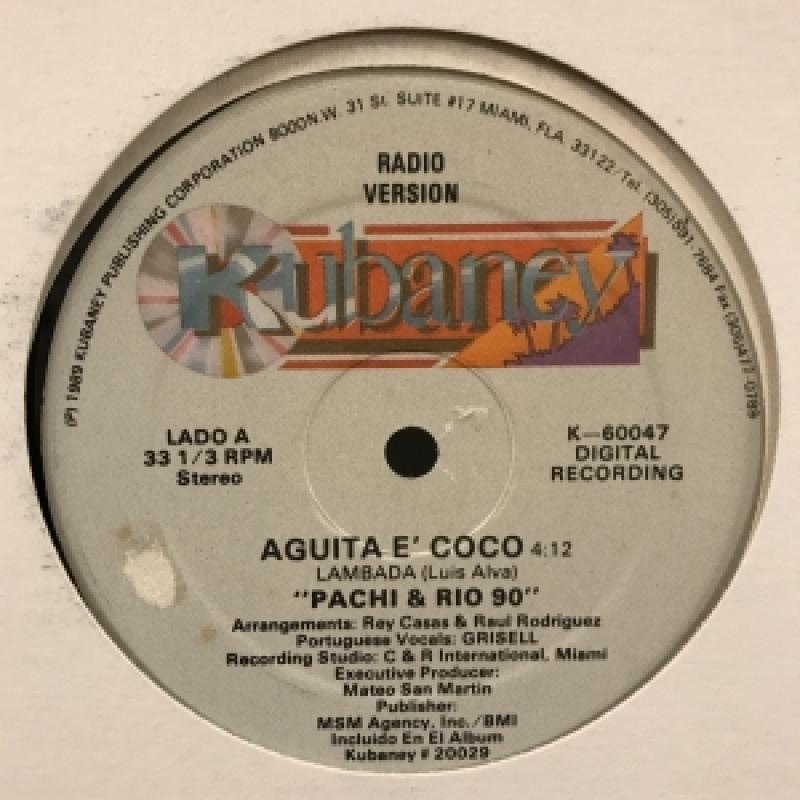 (P) 1989 KUBANEY PUBLISHING CORPORATION 8000N.W. 31 St. SUITE #17 MIAMI, FLA. 33122/Tel. (305)591-7684 Fax (305)477-0789
RADIO
VERSION
Kubaney
LADO A
33 1/3 RPM
Stereo
K—60047
DIGITAL
RECORDING
AGUITA E' COCO 4:12
LAMBADA (Luis Alva)
"PACHI & RIO 90"
Arrangements: Rey Casas & Raul Rodriguez
Portuguese Vocals: GRISELL
Recording Studio: C & R International, Miami
Executive Producer:
Mateo San Martin
Publisher:
MSM Agency, Inc./BMI
Incluido En El Album
Kubaney # 20029